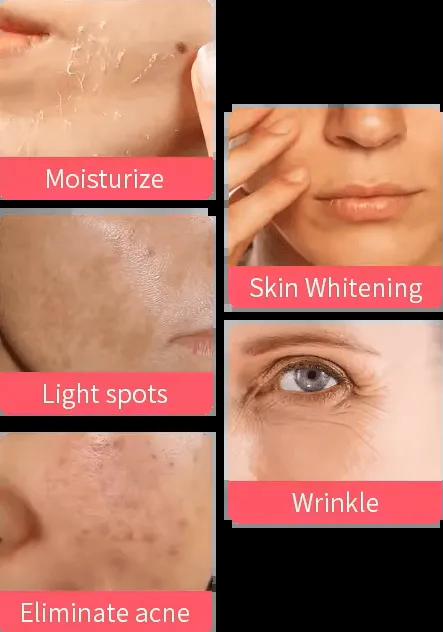 Moisturize
Skin Whitening
Light spots
Wrinkle
Eliminate acne